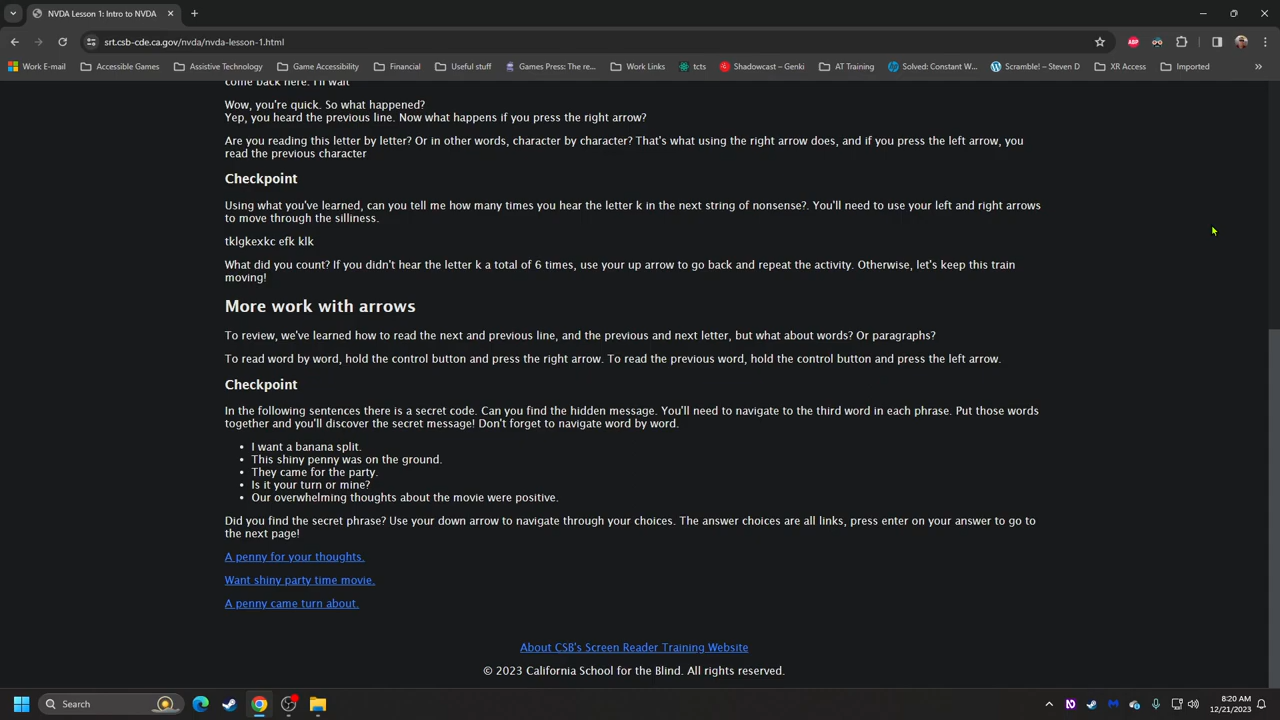 NVDA Lesson 1: Intro to NVDA
srt.csb-cde.ca.gov/nvda/nvda-lesson-1.html
ABP
Work E-mail
Accessible Games
Assistive Technology
Game Accessibility
Financial
Useful stuff
Games Press: The re...
Work Links
tcts
Shadowcast – Genki
AT Training
Solved: Constant W...
Scramble! – Steven D
XR Access
Imported
come back here. I'll wait
Wow, you're quick. So what happened?
Yep, you heard the previous line. Now what happens if you press the right arrow?
Are you reading this letter by letter? Or in other words, character by character? That's what using the right arrow does, and if you press the left arrow, you
read the previous character
Checkpoint
Using what you've learned, can you tell me how many times you hear the letter k in the next string of nonsense?. You'll need to use your left and right arrows
to move through the silliness.
tklgkexkc efk klk
What did you count? If you didn't hear the letter k a total of 6 times, use your up arrow to go back and repeat the activity. Otherwise, let's keep this train
moving!
More work with arrows
To review, we've learned how to read the next and previous line, and the previous and next letter, but what about words? Or paragraphs?
To read word by word, hold the control button and press the right arrow. To read the previous word, hold the control button and press the left arrow.
Checkpoint
In the following sentences there is a secret code. Can you find the hidden message. You'll need to navigate to the third word in each phrase. Put those words
together and you'll discover the secret message! Don't forget to navigate word by word.
• I want a banana split.
• This shiny penny was on the ground.
• They came for the party.
• Is it your turn or mine?
• Our overwhelming thoughts about the movie were positive.
Did you find the secret phrase? Use your down arrow to navigate through your choices. The answer choices are all links, press enter on your answer to go to
the next page!
A penny for your thoughts.
Want shiny party time movie.
A penny came turn about.
About CSB's Screen Reader Training Website
© 2023 California School for the Blind. All rights reserved.
Search
8:20 AM
12/21/2023